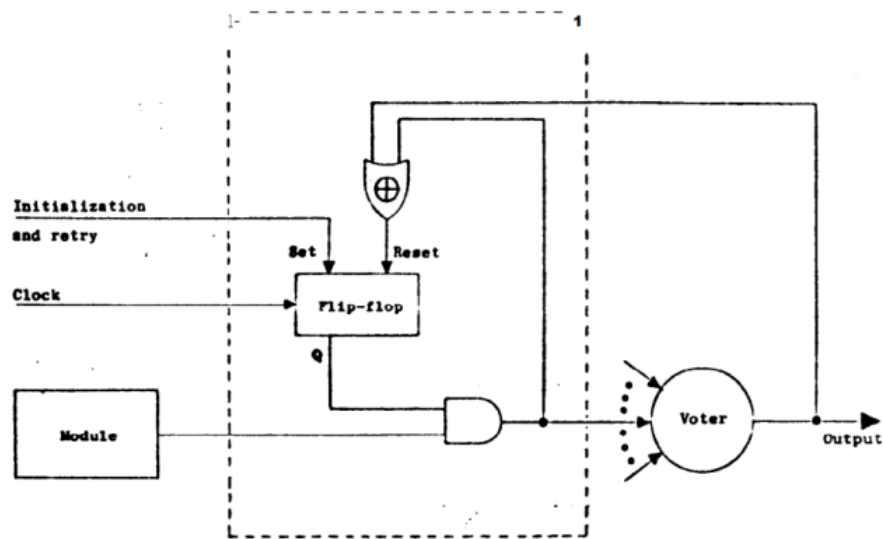 1
Initialization
and retry
Set
Reset
Clock
Flip-flop
Q
Module
Voter
Output